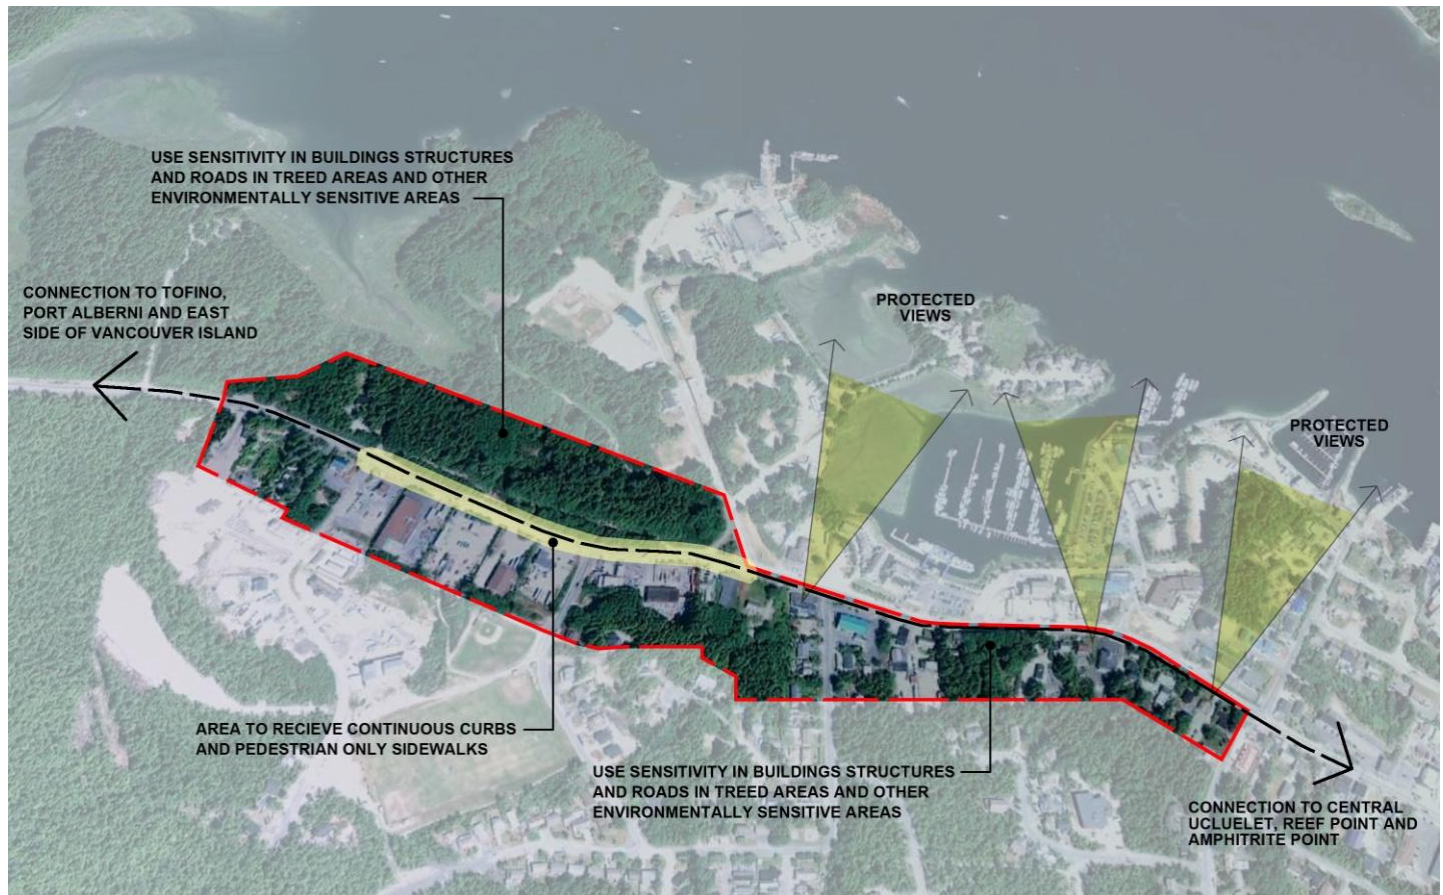 USE SENSITIVITY IN BUILDINGS STRUCTURES
AND ROADS IN TREED AREAS AND OTHER
ENVIRONMENTALLY SENSITIVE AREAS
CONNECTION TO TOFINO,
PORT ALBERNI AND EAST
SIDE OF VANCOUVER ISLAND
PROTECTED
VIEWS
PROTECTED
VIEWS
AREA TO RECIEVE CONTINUOUS CURBS
AND PEDESTRIAN ONLY SIDEWALKS
USE SENSITIVITY IN BUILDINGS STRUCTURES
AND ROADS IN TREED AREAS AND OTHER
ENVIRONMENTALLY SENSITIVE AREAS
CONNECTION TO CENTRAL
UCLUELET, REEF POINT AND
AMPHITRITE POINT